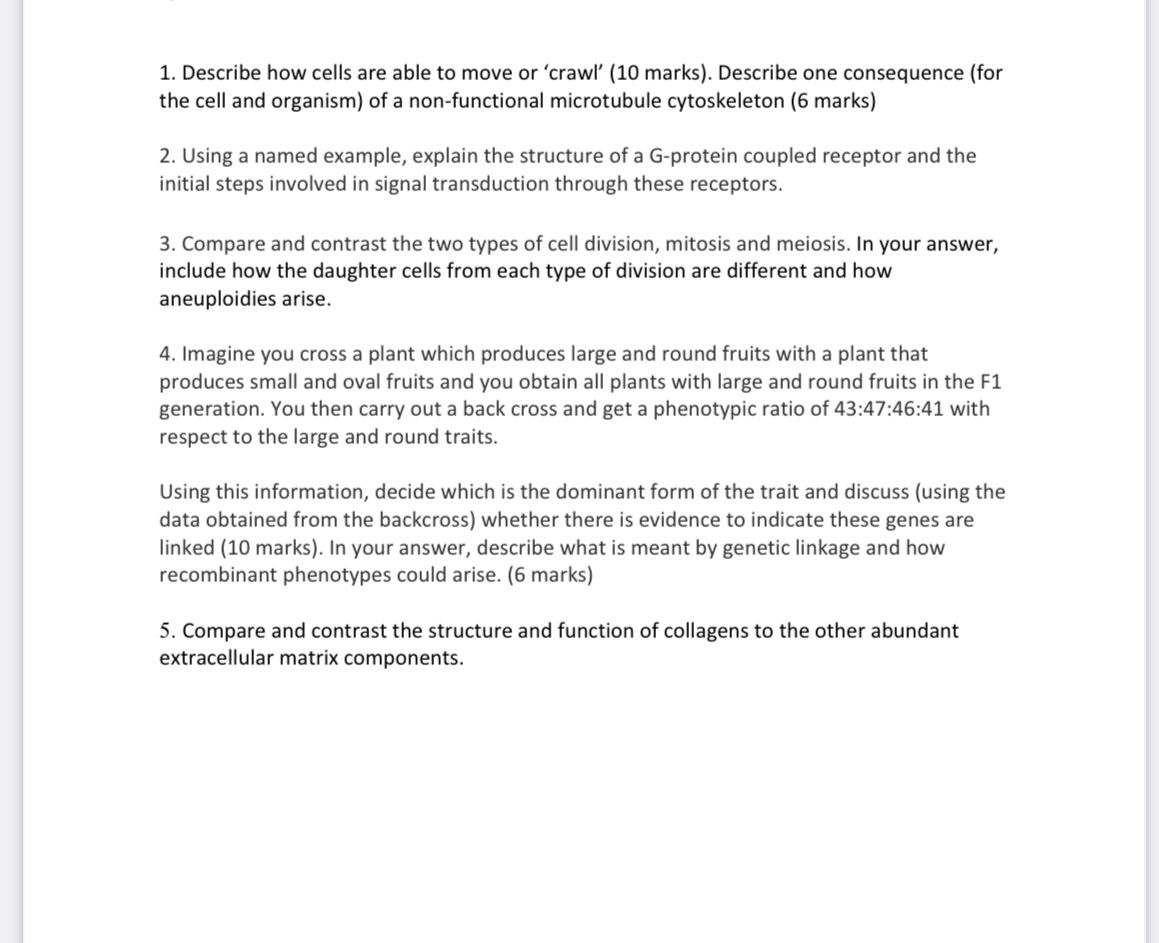 1. Describe how cells are able to move or ‘crawl’ (10 marks). Describe one consequence (for
the cell and organism) of a non-functional microtubule cytoskeleton (6 marks)
2. Using a named example, explain the structure of a G-protein coupled receptor and the
initial steps involved in signal transduction through these receptors.
3. Compare and contrast the two types of cell division, mitosis and meiosis. In your answer,
include how the daughter cells from each type of division are different and how
aneuploidies arise.
4. Imagine you cross a plant which produces large and round fruits with a plant that
produces small and oval fruits and you obtain all plants with large and round fruits in the F1
generation. You then carry out a back cross and get a phenotypic ratio of 43:47:46:41 with
respect to the large and round traits.
Using this information, decide which is the dominant form of the trait and discuss (using the
data obtained from the backcross) whether there is evidence to indicate these genes are
linked (10 marks). In your answer, describe what is meant by genetic linkage and how
recombinant phenotypes could arise. (6 marks)
5. Compare and contrast the structure and function of collagens to the other abundant
extracellular matrix components.